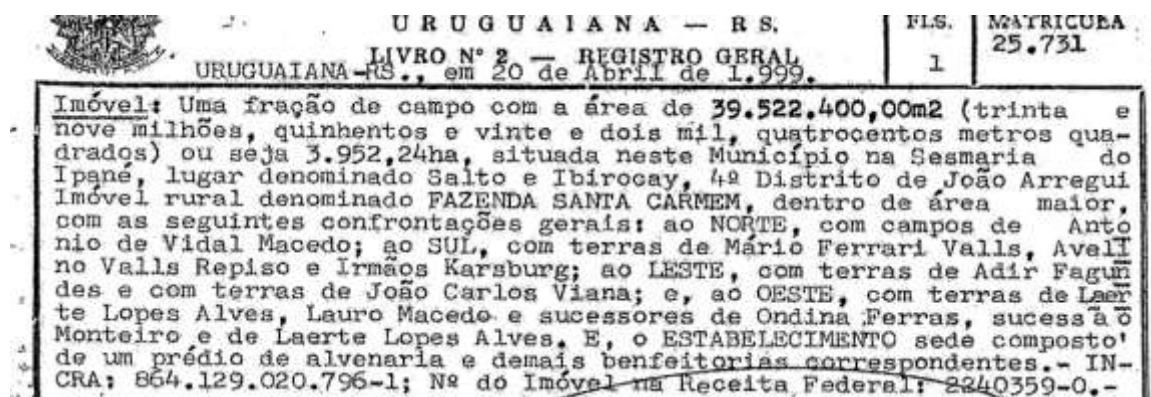 URUGUAIANA — RS.
FLS.
MATRÍCULA
LIVRO Nº 2 — REGISTRO GERAL
1
25.731
URUGUAIANA-RS., em 20 de Abril de 1.999.
Imóvel: Uma fração de campo com a área de 39.522.400,00m2 (trinta e
nove milhões, quinhentos e vinte e dois mil, quatrocentos metros qua-
drados) ou seja 3.952,24ha, situada neste Município na Sesmaria do
Ipané, lugar denominado Salto e Ibirocay, 4º Distrito de João Arregui
Imóvel rural denominado FAZENDA SANTA CARMEM, dentro de área maior,
com as seguintes confrontações gerais: ao NORTE, com campos de Antô
nio de Vidal Macedo; ao SUL, com terras de Mário Ferrari Valls, Aveli
no Valls Repiso e Irmãos Karsburg; ao LESTE, com terras de Adir Fagun
des e com terras de João Carlos Viana; e, ao OESTE, com terras de Laer
te Lopes Alves, Lauro Macedo e sucessores de Ondina Ferras, sucessão
Monteiro e de Laerte Lopes Alves. E, o ESTABELECIMENTO sede composto'
de um prédio de alvenaria e demais benfeitorias correspondentes.- IN-
CRA: 864.129.020.796-1; Nº do Imóvel na Receita Federal: 2240359-0.-